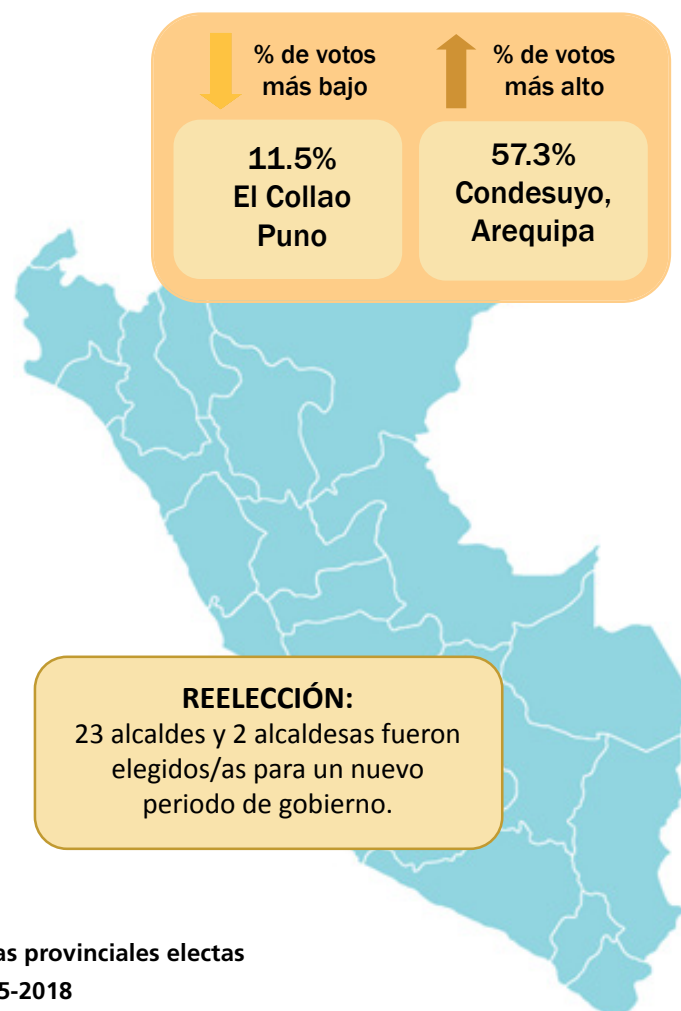 % de votos
más bajo
% de votos
más alto
11.5%
El Collao
Puno
57.3%
Condesuyo,
Arequipa
REELECCIÓN:
23 alcaldes y 2 alcaldesas fueron
elegidos/as para un nuevo
periodo de gobierno.
as provinciales electas
5-2018